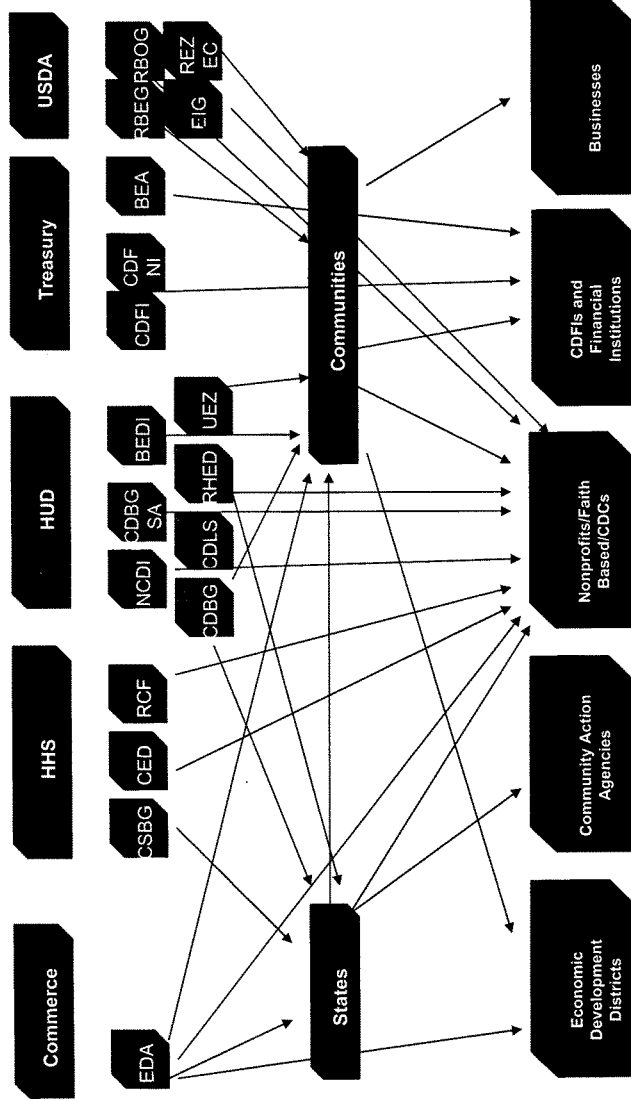 Commerce
HHS
HUD
Treasury
USDA
EDA
CSBG
CED
RCF
NCDI
CDBG
SA
BEDI
CDFI
CDF
NI
BEA
RBEG
RBOG
CDBG
CDLS
RHED
UEZ
EIG
REZ
EC
States
Communities
Economic
Development
Districts
Community Action
Agencies
Nonprofits/Faith
Based/CDCs
CDFIs and
Financial
Institutions
Businesses